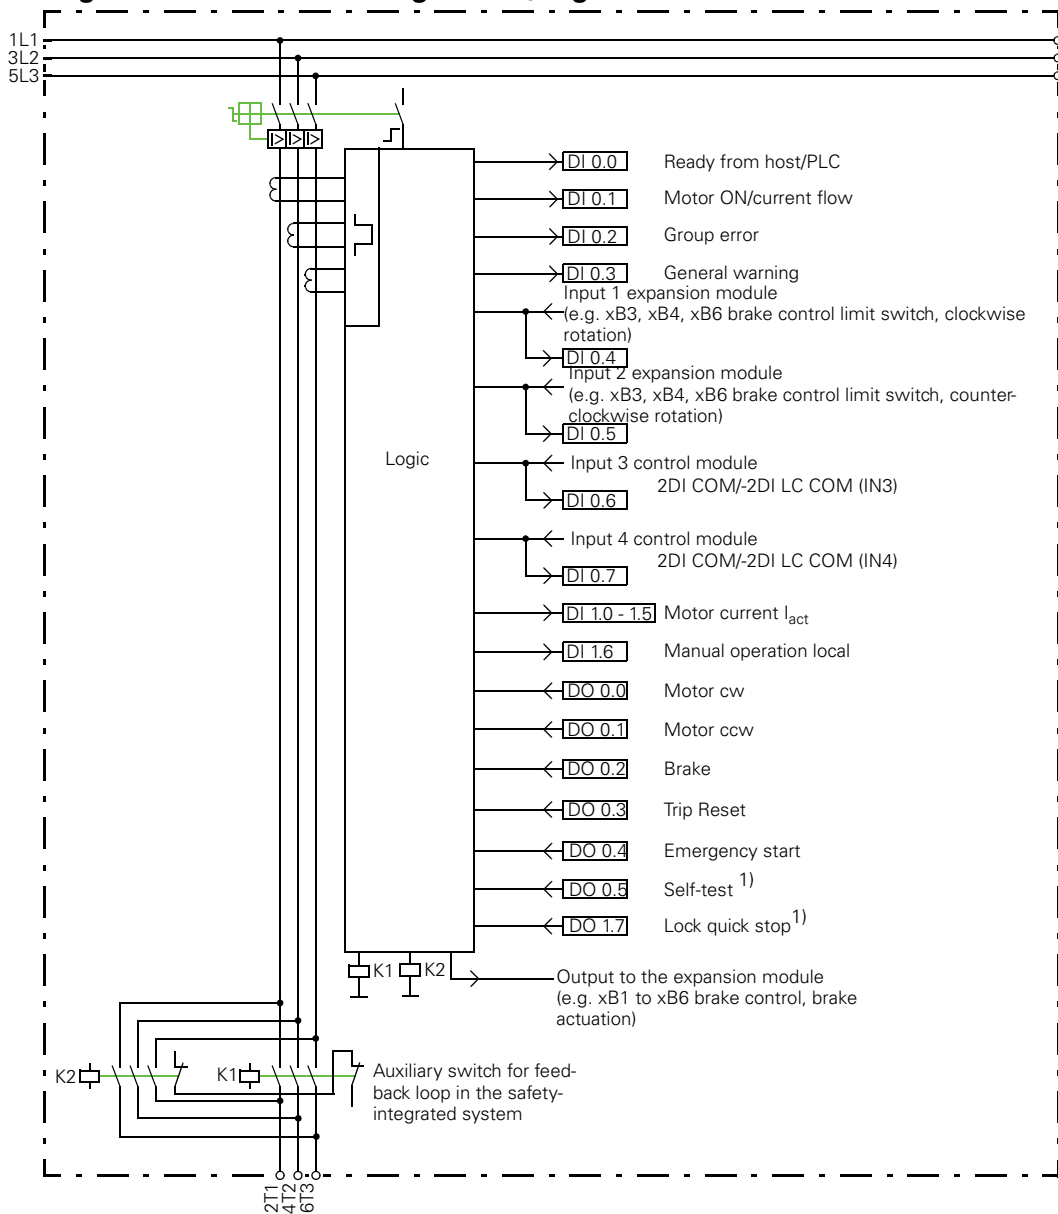 1L1
3L2
5L3
I> I> I>
DI 0.0 Ready from host/PLC
DI 0.1 Motor ON/current flow
DI 0.2 Group error
DI 0.3 General warning
Input 1 expansion module
(e.g. xB3, xB4, xB6 brake control limit switch, clockwise
rotation)
DI 0.4
Input 2 expansion module
(e.g. xB3, xB4, xB6 brake control limit switch, counter-
clockwise rotation)
DI 0.5
Logic
Input 3 control module
2DI COM/-2DI LC COM (IN3)
DI 0.6
Input 4 control module
2DI COM/-2DI LC COM (IN4)
DI 0.7
DI 1.0 - 1.5 Motor current Iact
DI 1.6 Manual operation local
DO 0.0 Motor cw
DO 0.1 Motor ccw
DO 0.2 Brake
DO 0.3 Trip Reset
DO 0.4 Emergency start
DO 0.5 Self-test 1)
DO 1.7 Lock quick stop1)
K1 K2
Output to the expansion module
(e.g. xB1 to xB6 brake control, brake
actuation)
K2 K1
Auxiliary switch for feed-
back loop in the safety-
integrated system
2T1
4T2
6T3